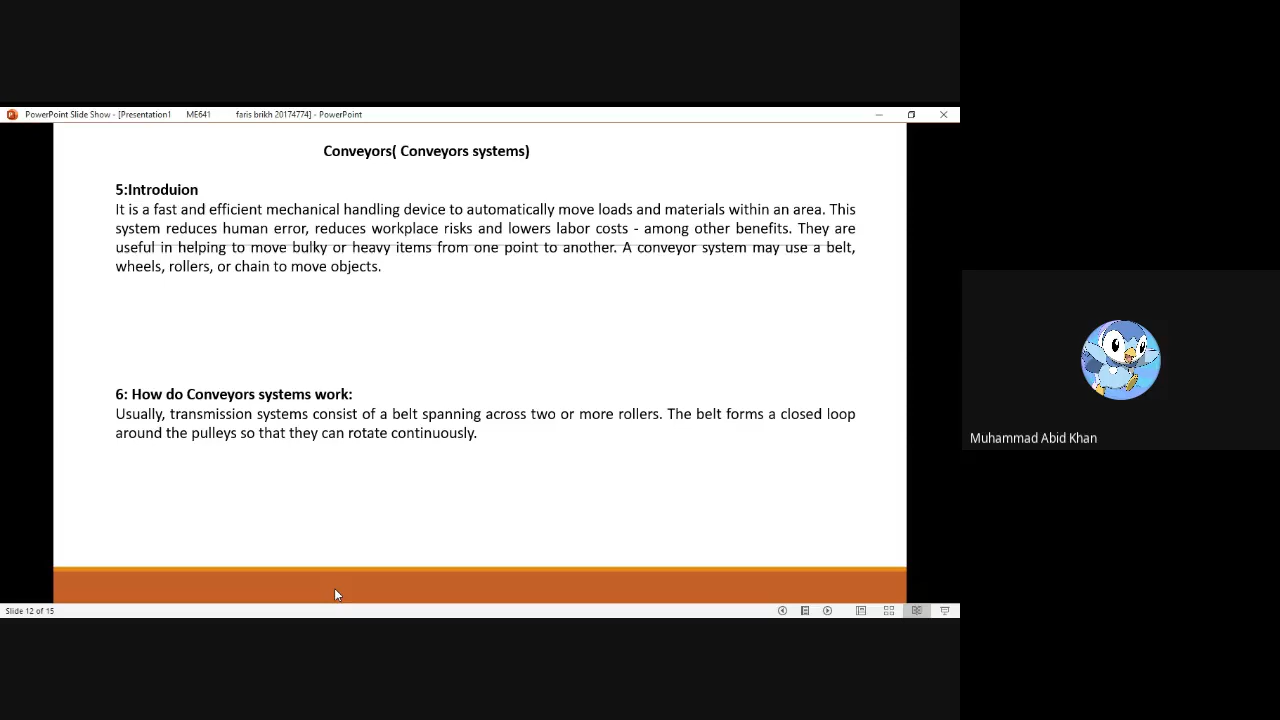 PowerPoint Slide Show - [Presentation1 ME641 faris brikh 20174774] - PowerPoint
Conveyors( Conveyors systems)
5:Introduion
It is a fast and efficient mechanical handling device to automatically move loads and materials within an area. This
system reduces human error, reduces workplace risks and lowers labor costs - among other benefits. They are
useful in helping to move bulky or heavy items from one point to another. A conveyor system may use a belt,
wheels, rollers, or chain to move objects.
6: How do Conveyors systems work:
Usually, transmission systems consist of a belt spanning across two or more rollers. The belt forms a closed loop
around the pulleys so that they can rotate continuously.
Muhammad Abid Khan
Slide 12 of 15